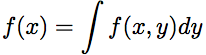 f(x) = ∫ f(x, y)dy